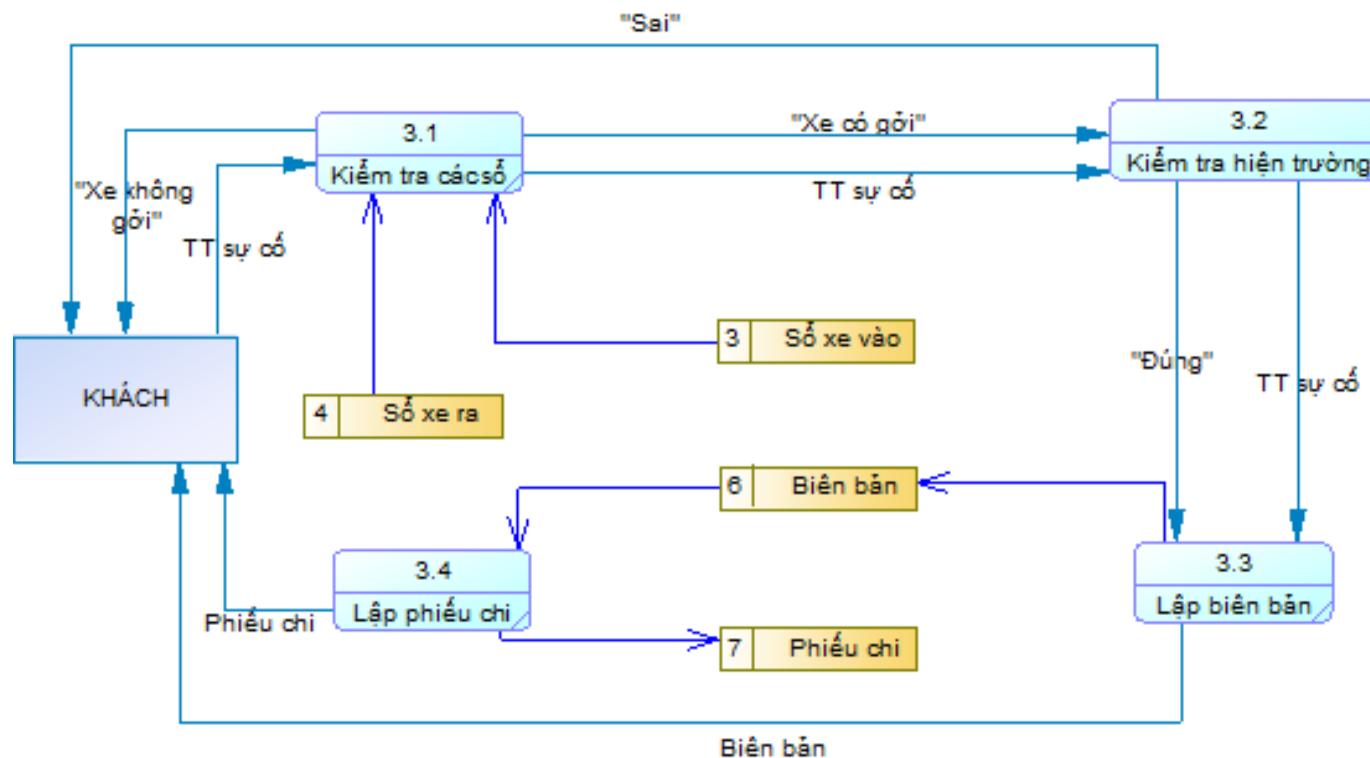 "Sai"
3.1
Kiểm tra các sổ
"Xe có gởi"
TT sự cố
3.2
Kiểm tra hiện trường
"Xe không
gởi"
TT sự cố
3
Sổ xe vào
"Đúng"
TT sự cố
KHÁCH
4
Sổ xe ra
6
Biên bản
3.4
Lập phiếu chi
3.3
Lập biên bản
Phiếu chi
7
Phiếu chi
Biên bản